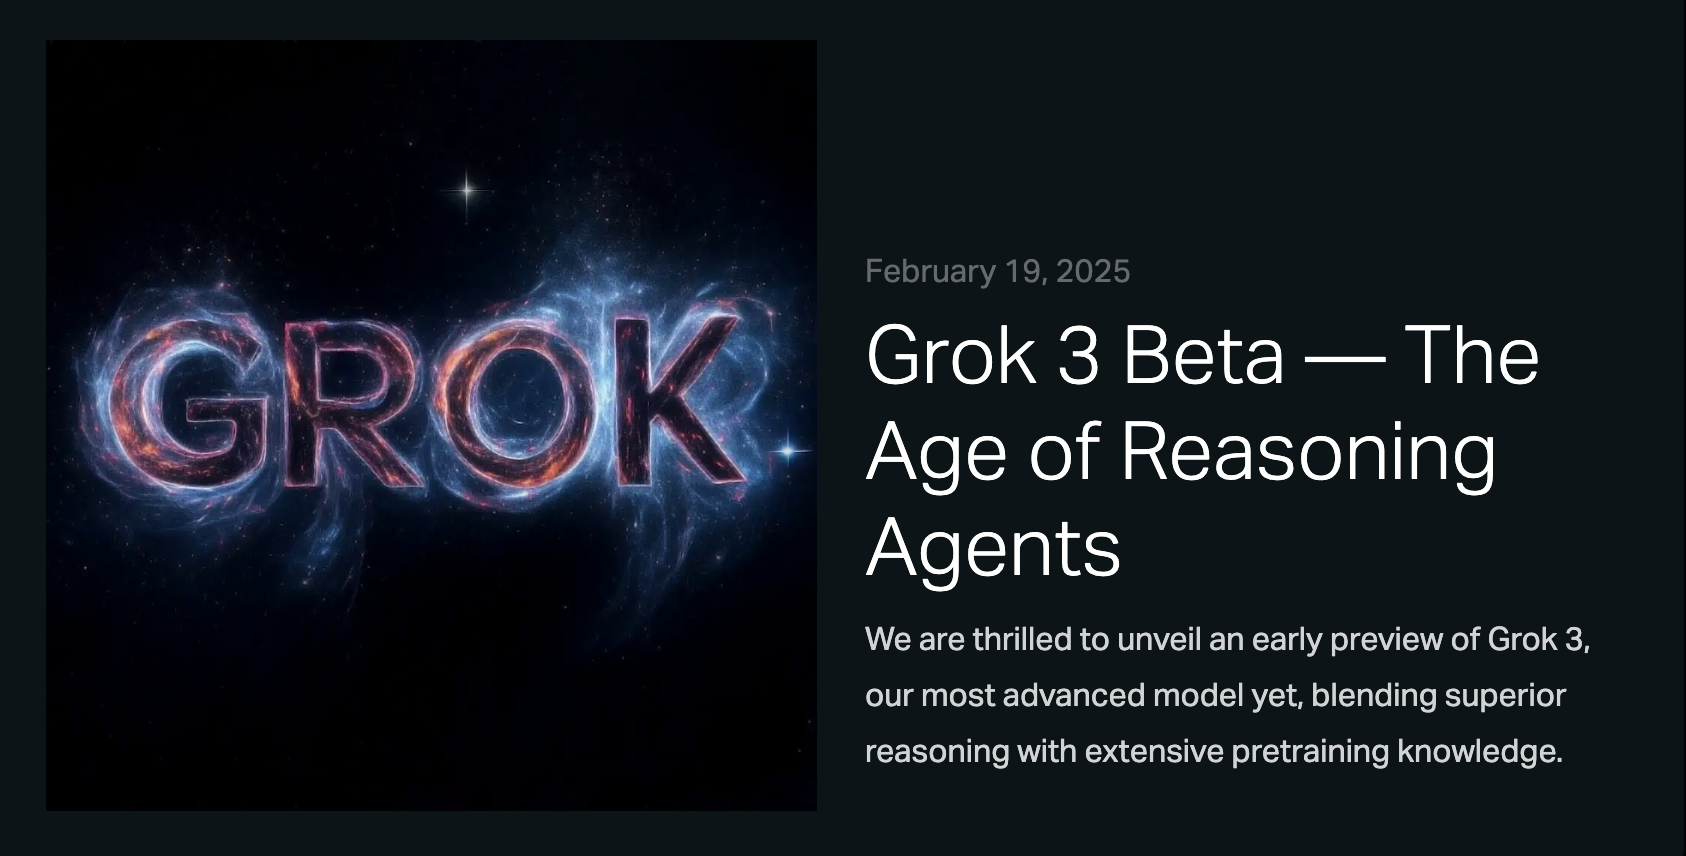 GROK
February 19, 2025
Grok 3 Beta — The
Age of Reasoning
Agents
We are thrilled to unveil an early preview of Grok 3,
our most advanced model yet, blending superior
reasoning with extensive pretraining knowledge.